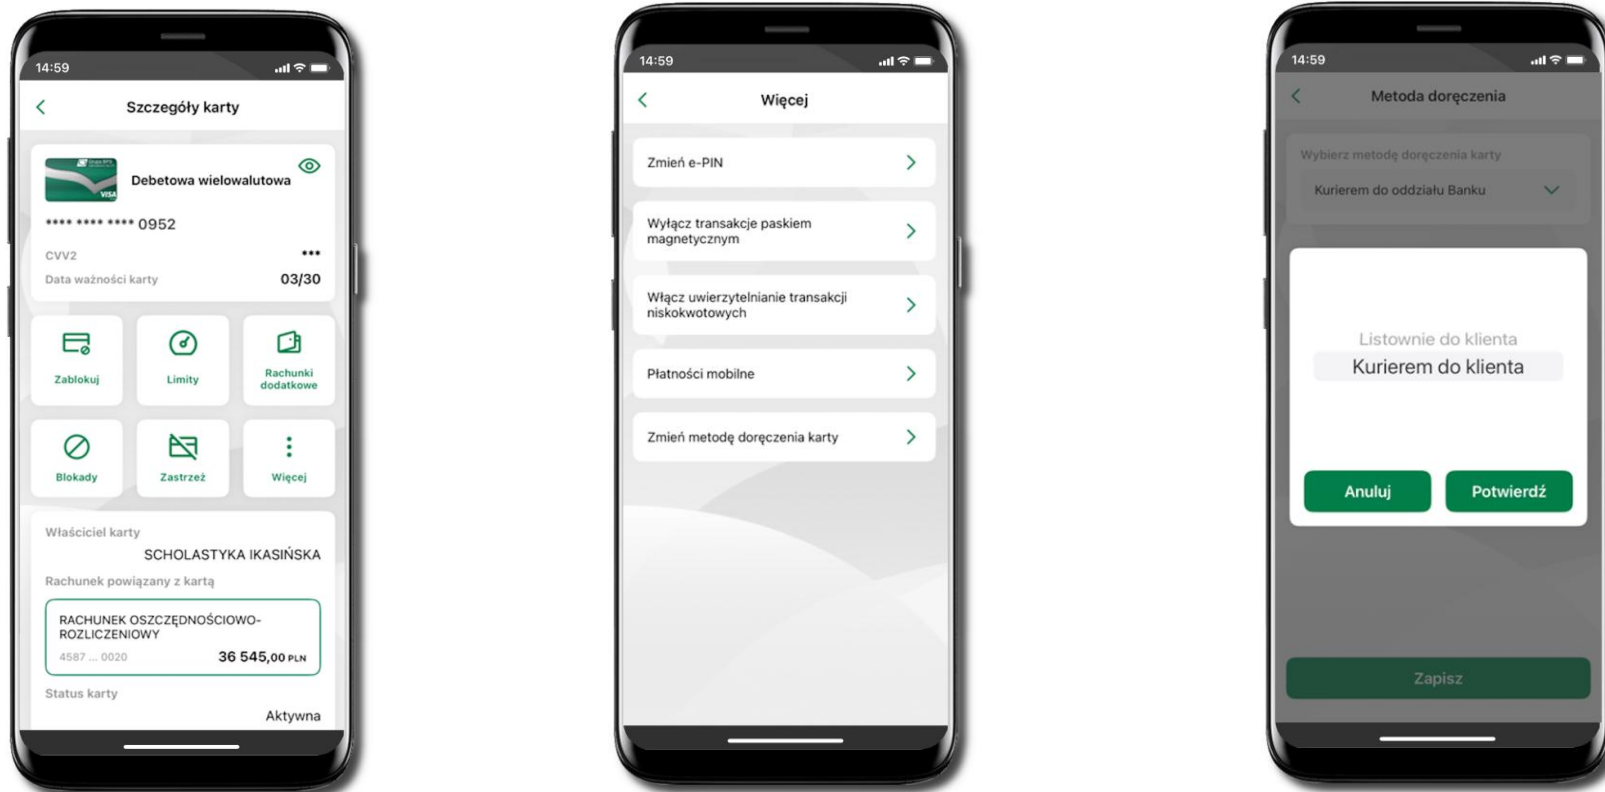 14:59
Szczegóły karty
VISA
Debetowa wielowalutowa
**** **** **** 0952
CVV2 ***
Data ważności karty 03/30
Zablokuj
Limity
Rachunki
dodatkowe
Blokady
Zastrzeż
Więcej
Właściciel karty
SCHOLASTYKA IKASIŃSKA
Rachunek powiązany z kartą
RACHUNEK OSZCZĘDNOŚCIOWO-
ROZLICZENIOWY
4587 ... 0020 36 545,00 PLN
Status karty
Aktywna
14:59
Więcej
Zmień e-PIN
Wyłącz transakcje paskiem
magnetycznym
Włącz uwierzytelnianie transakcji
niskokwotowych
Płatności mobilne
Zmień metodę doręczenia karty
14:59
Metoda doręczenia
Wybierz metodę doręczenia karty
Kurierem do oddziału Banku
Listownie do klienta
Kurierem do klienta
Anuluj
Potwierdź
Zapisz